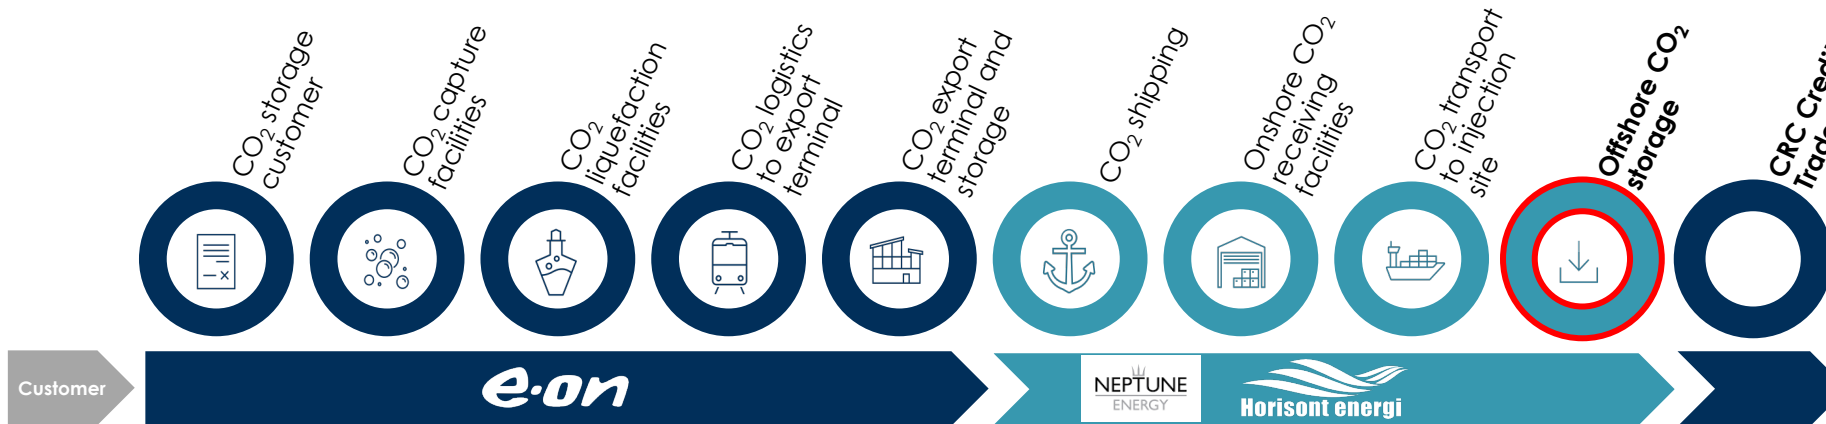 CO₂ storage
customer
CO₂ capture
facilities
CO₂
liquefaction
facilities
CO₂ logistics
to export
terminal
CO₂ export
terminal and
storage
CO₂ shipping
Onshore CO₂
receiving
facilities
CO₂ transport
to injection
site
Offshore CO₂
storage
CRC
Customer
e·on
NEPTUNE
ENERGY
Horisont energi